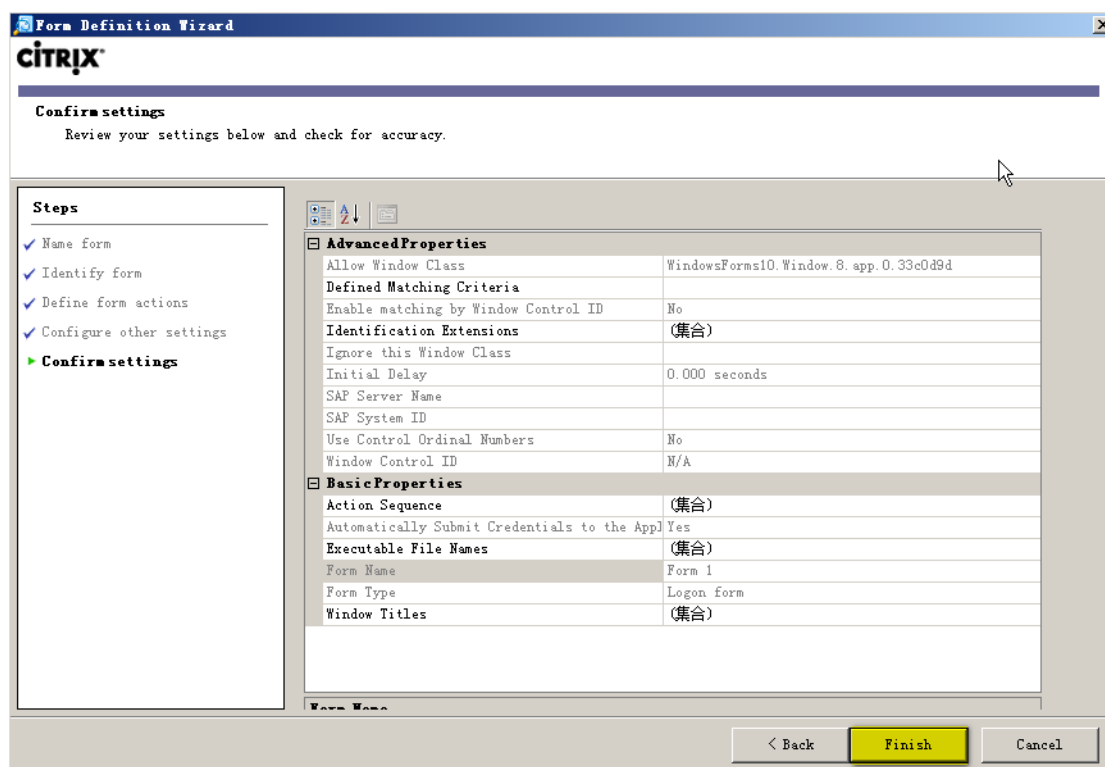 Form Definition Wizard
CİTRIX
Confirm settings
Review your settings below and check for accuracy.
Steps
Name form
Identify form
Define form actions
Configure other settings
Confirm settings
AdvancedProperties
Allow Window Class WindowsForms10.Window.8.app.0.33c0d9d
Defined Matching Criteria
Enable matching by Window Control ID No
Identification Extensions (集合)
Ignore this Window Class
Initial Delay 0.000 seconds
SAP Server Name
SAP System ID
Use Control Ordinal Numbers No
Window Control ID N/A
BasicProperties
Action Sequence (集合)
Automatically Submit Credentials to the Appl Yes
Executable File Names (集合)
Form Name Form 1
Form Type Logon form
Window Titles (集合)
Form Name
< Back Finish Cancel